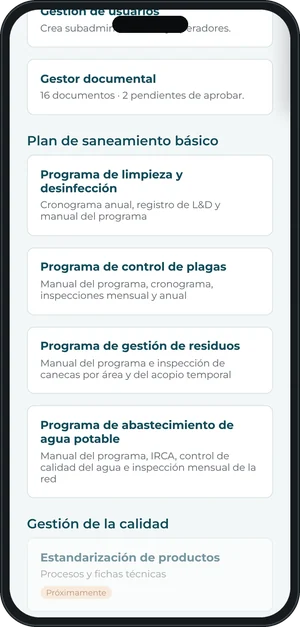 Gestión de usuarios
Crea subadmin
eradores.
Gestor documental
16 documentos · 2 pendientes de aprobar.
Plan de saneamiento básico
Programa de limpieza y
desinfección
Cronograma anual, registro de L&D y
manual del programa
Programa de control de plagas
Manual del programa, cronograma,
inspecciones mensual y anual
Programa de gestión de residuos
Manual del programa e inspección de
canecas por área y del acopio temporal
Programa de abastecimiento de
agua potable
Manual del programa, IRCA, control de
calidad del agua e inspección mensual de la
red
Gestión de la calidad
Estandarización de productos
Procesos y fichas técnicas
Próximamente